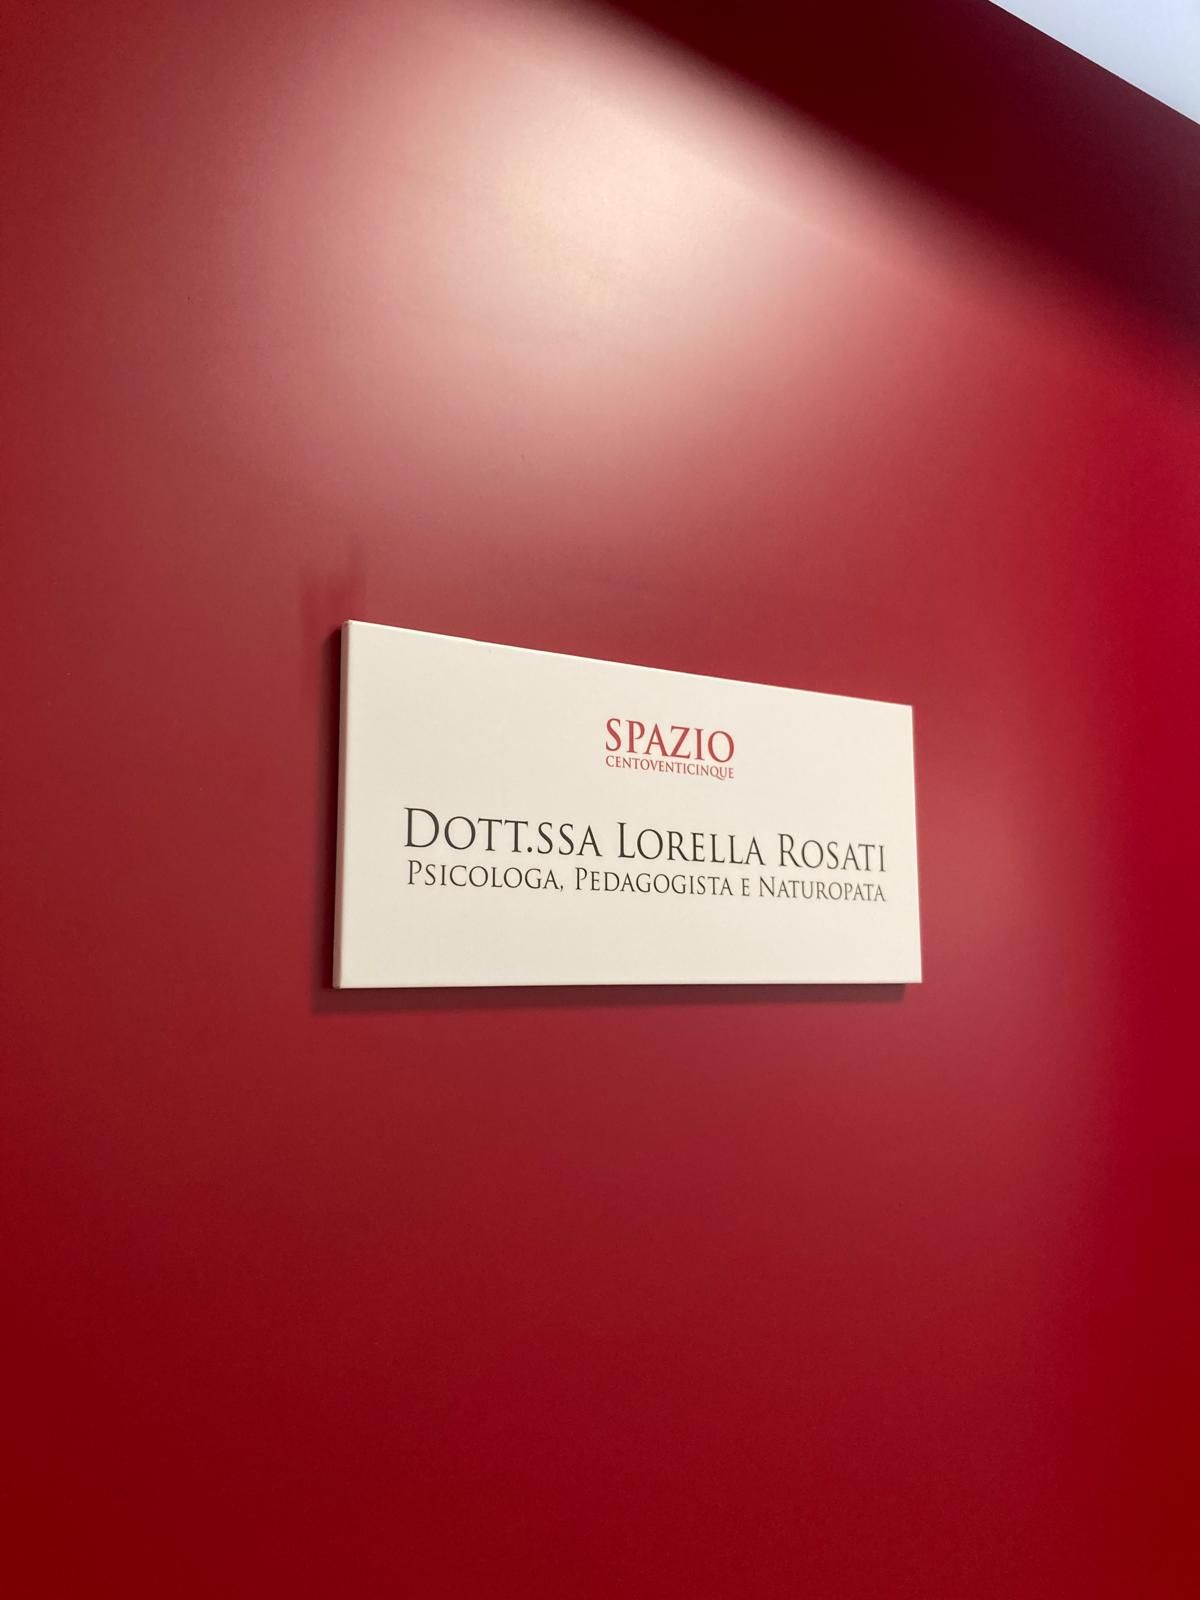 SPAZIO
CENTOVENTICINQUE
DOTT.SSA LORELLA ROSATI
PSICOLOGA, PEDAGOGISTA E NATUROPATA